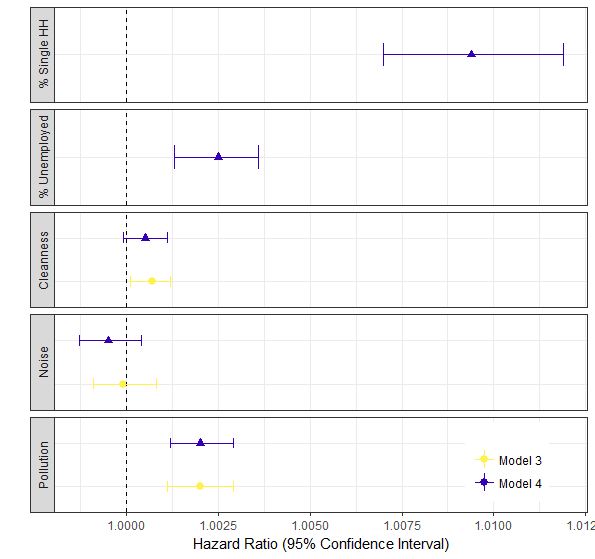 % Single HH
% Unemployed
Cleanness
Noise
Pollution
Model 3
Model 4
1.0000 1.0025 1.0050 1.0075 1.0100 1.012
Hazard Ratio (95% Confidence Interval)